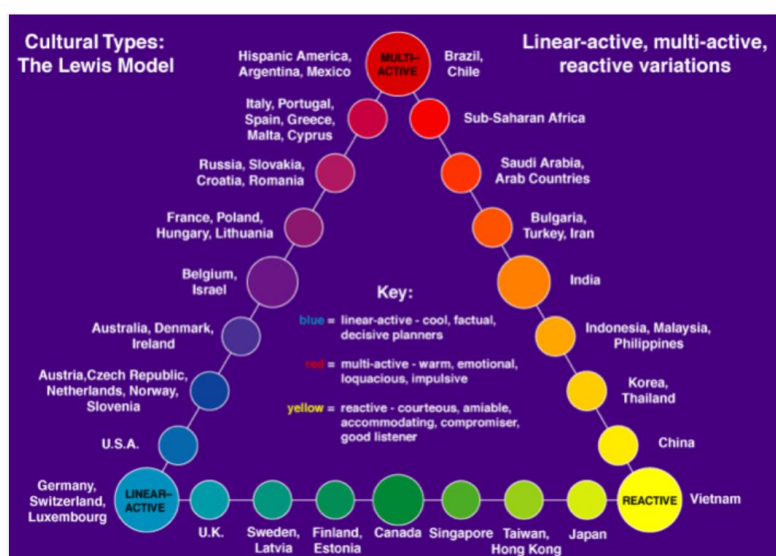 Cultural Types:
The Lewis Model
Linear-active, multi-active,
reactive variations
MULTI-
ACTIVE
Hispanic America,
Argentina, Mexico
Brazil,
Chile
Italy, Portugal,
Spain, Greece,
Malta, Cyprus
Sub-Saharan Africa
Russia, Slovakia,
Croatia, Romania
Saudi Arabia,
Arab Countries
France, Poland,
Hungary, Lithuania
Bulgaria,
Turkey, Iran
Belgium,
Israel
India
Key:
blue = linear-active - cool, factual,
decisive planners
red = multi-active - warm, emotional,
loquacious, impulsive
yellow = reactive - courteous, amiable,
accommodating, compromiser,
good listener
Australia, Denmark,
Ireland
Indonesia, Malaysia,
Philippines
Austria,Czech Republic,
Netherlands, Norway,
Slovenia
Korea,
Thailand
U.S.A.
China
Germany,
Switzerland,
Luxembourg
LINEAR-
ACTIVE
REACTIVE
Vietnam
U.K.
Sweden,
Latvia
Finland,
Estonia
Canada
Singapore
Taiwan,
Hong Kong
Japan